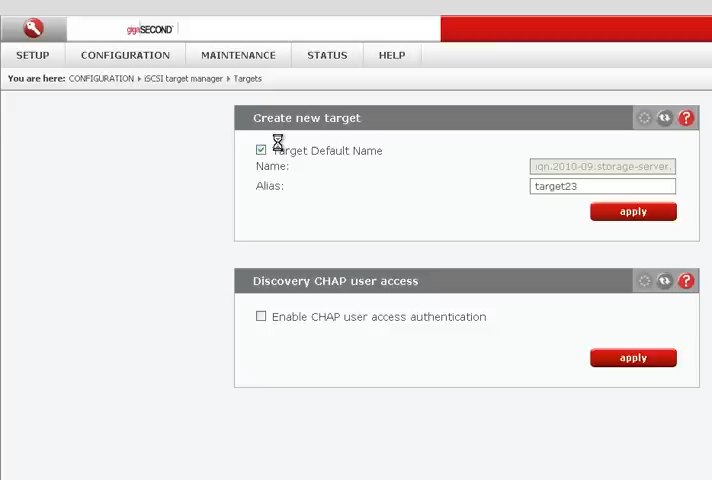 gigaSECOND
SETUP CONFIGURATION MAINTENANCE STATUS HELP
You are here: CONFIGURATION iSCSI target manager Targets
Create new target
Target Default Name
Name: iqn.2010-09:storage-server.
Alias: target23
apply
Discovery CHAP user access
Enable CHAP user access authentication
apply